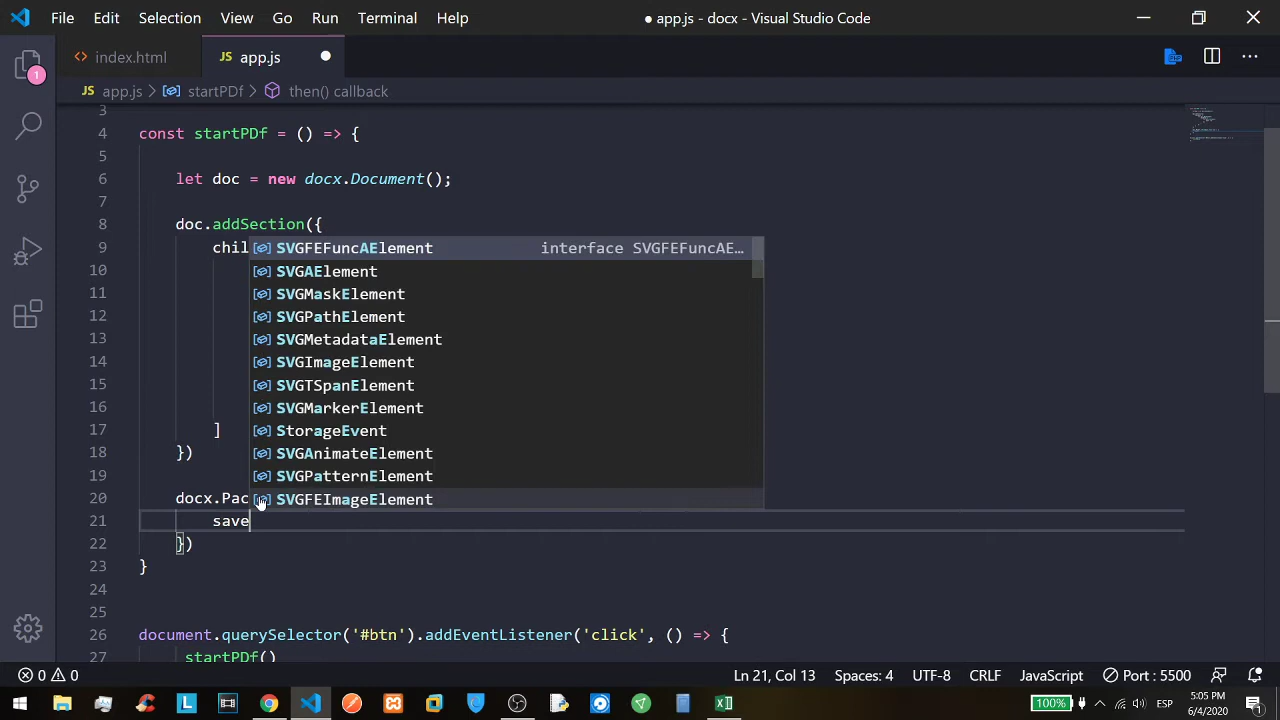 File Edit Selection View Go Run Terminal Help ● app.js - docx - Visual Studio Code
<> index.html JS app.js ●
1 JS app.js > startPDf > then() callback
3
4 const startPDf = () => {
5
6 let doc = new docx.Document();
7
8 doc.addSection({
9 chil SVGFEFuncAElement interface SVGFEFuncAE…
10 SVGAElement
11 SVGMaskElement
12 SVGPathElement
13 SVGMetadataElement
14 SVGImageElement
15 SVGTSpanElement
16 SVGMarkerElement
17 ] StorageEvent
18 }) SVGAnimateElement
19 SVGPatternElement
20 docx.Pac SVGFEImageElement
21 save
22 })
23 }
24
25
26 document.querySelector('#btn').addEventListener('click', () => {
27 startPDf()
0 0 Ln 21, Col 13 Spaces: 4 UTF-8 CRLF JavaScript Port : 5500
100% ESP 5:05 PM 6/4/2020